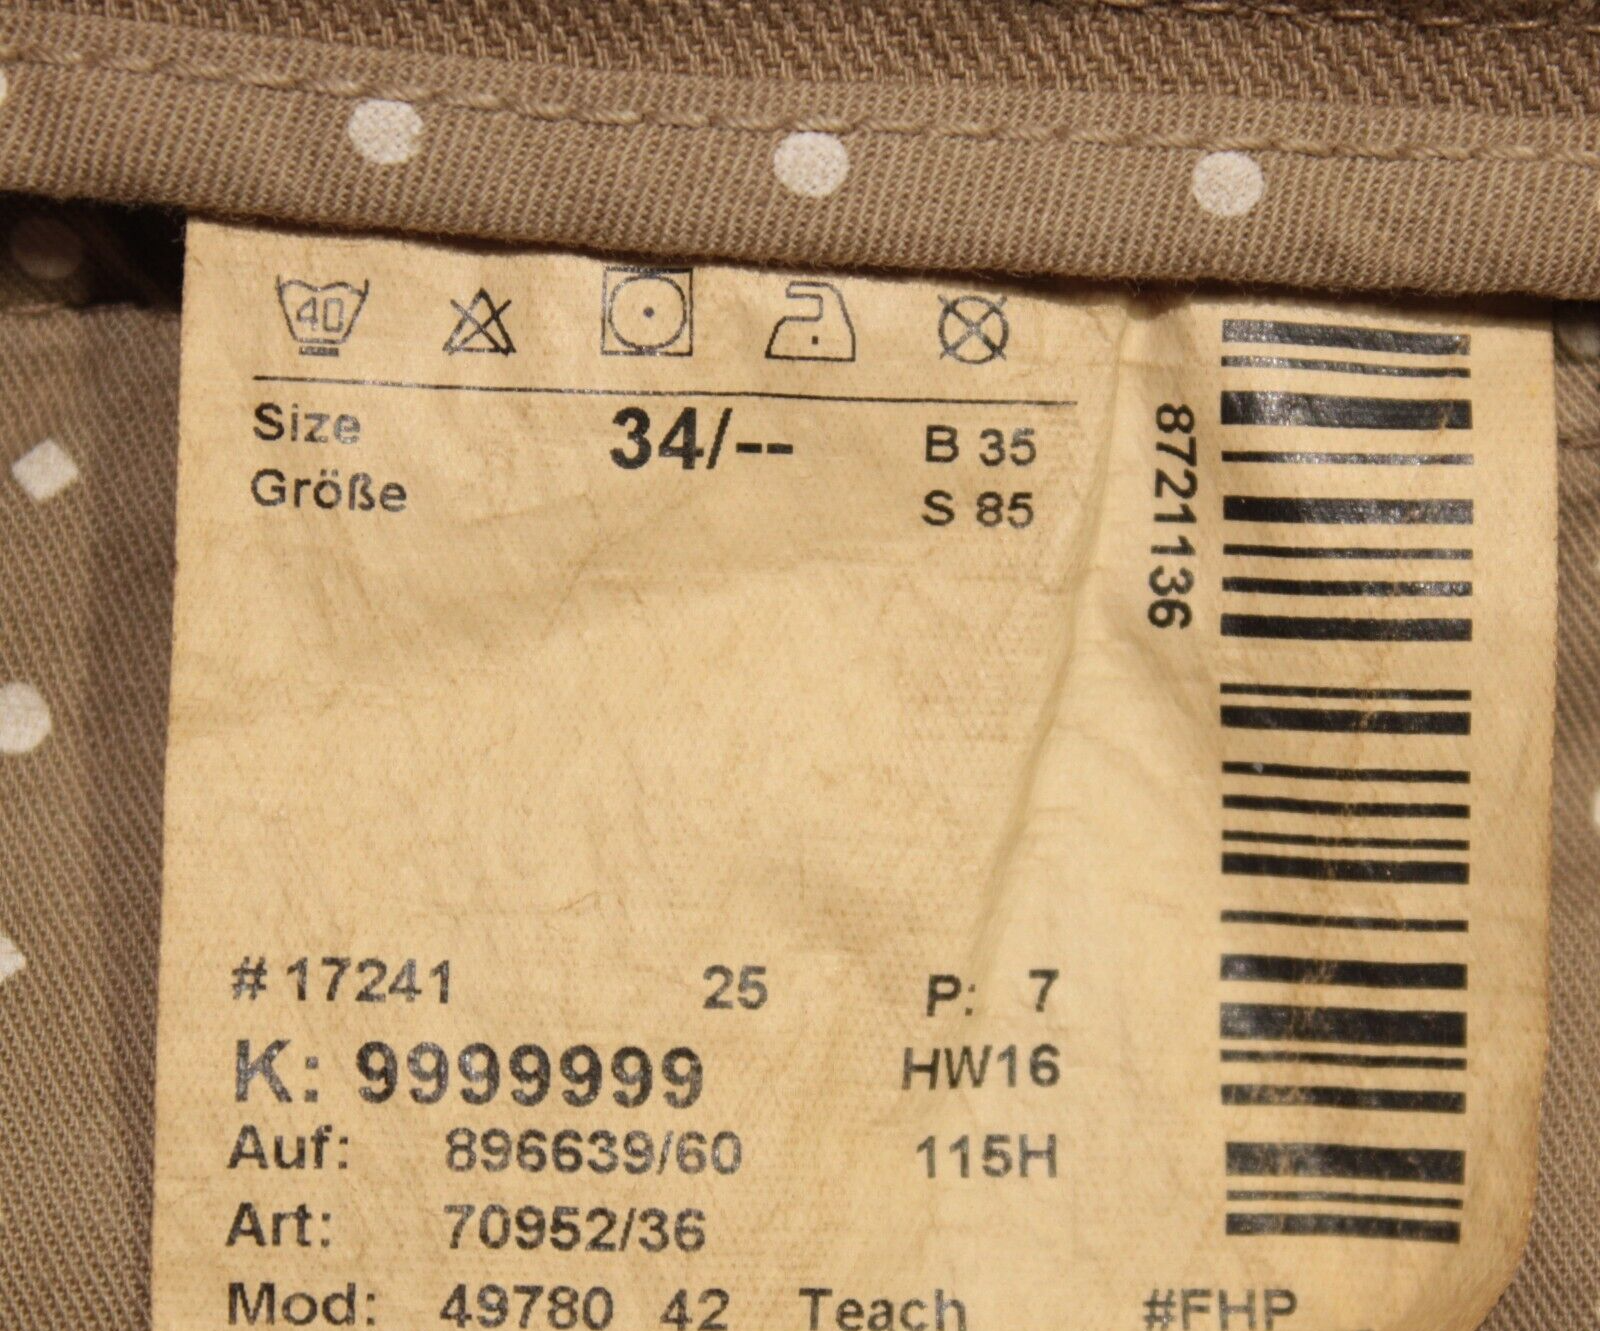 40
Size 34/-- B 35
Größe S 85
8721136
# 17241 25 P: 7
K: 9999999 HW16
Auf: 896639/60 115H
Art: 70952/36
Mod: 49780 42 Teach #FHP